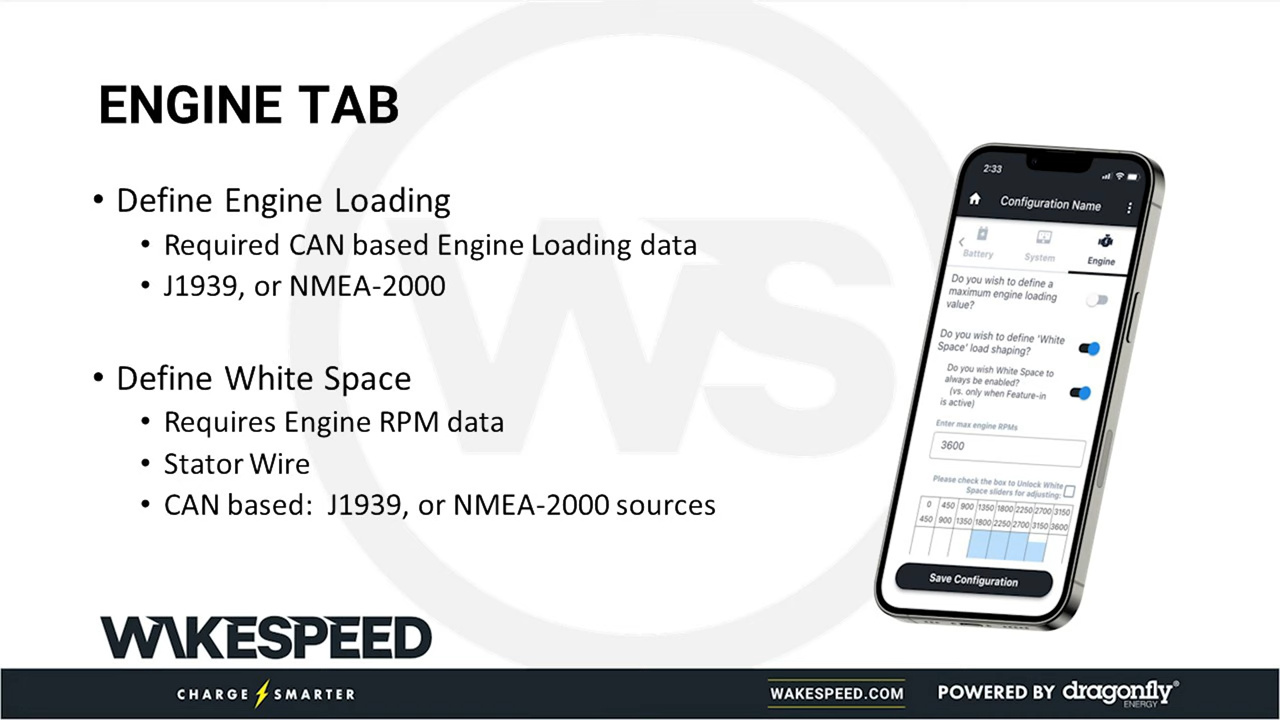 ENGINE TAB
• Define Engine Loading
• Required CAN based Engine Loading data
• J1939, or NMEA-2000
• Define White Space
• Requires Engine RPM data
• Stator Wire
• CAN based: J1939, or NMEA-2000 sources
2:33
Configuration Name
Battery
System
Engine
Do you wish to define a
maximum engine loading
value?
Do you wish to define 'White
Space' load shaping?
Do you wish White Space to
always be enabled?
(vs. only when Feature-in
is active)
Enter max engine RPMs
3600
Please check the box to Unlock White
Space sliders for adjusting:
0 450 900 1350 1800 2250 2700 3150
450 900 1350 1800 2250 2700 3150 3600
Save Configuration
WS
WAKESPEED
CHARGE SMARTER
WAKESPEED.COM
POWERED BY dragonfly®
ENERGY